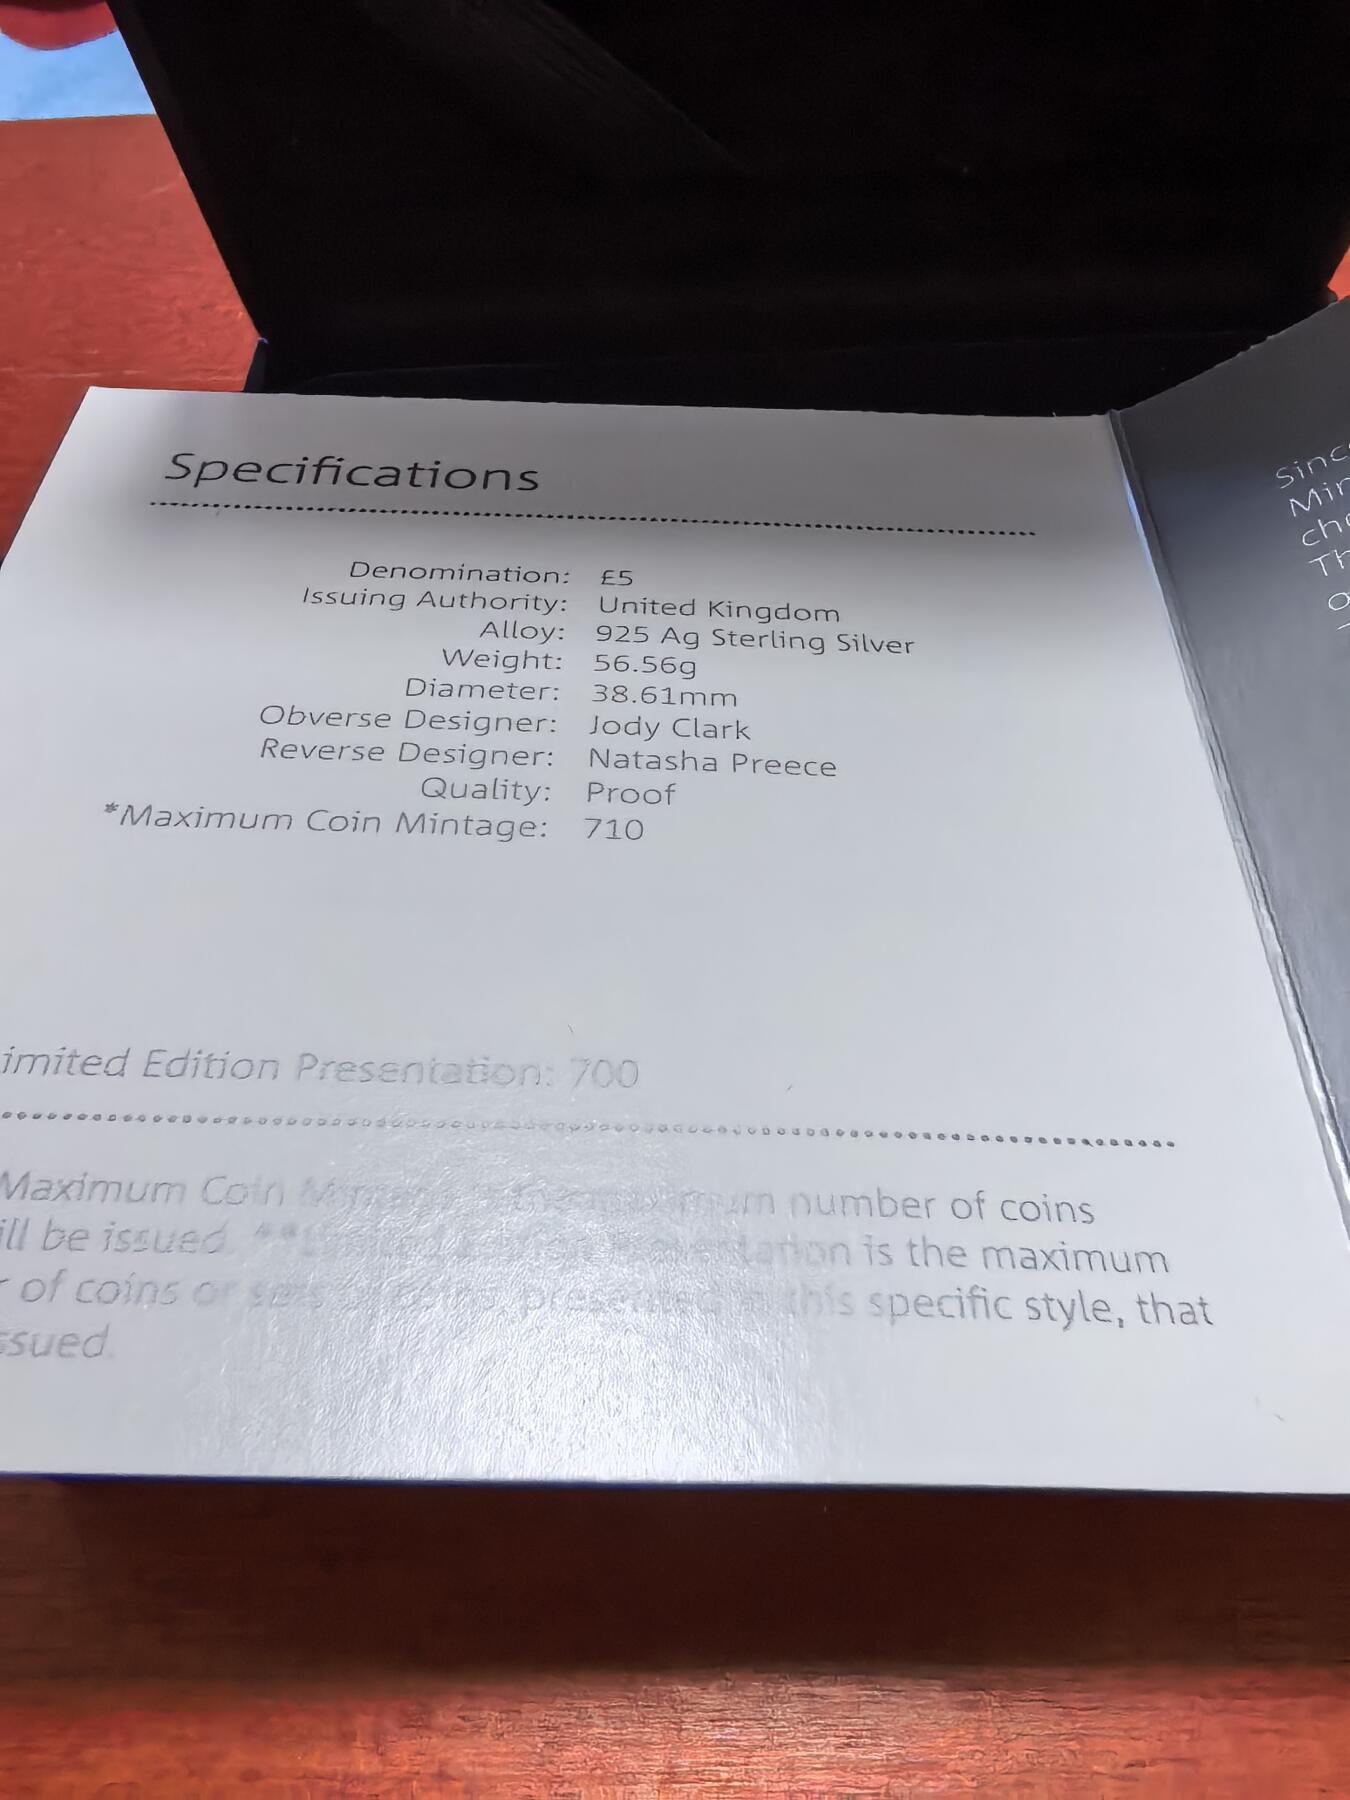 Specifications
Denomination: £5
Issuing Authority: United Kingdom
Alloy: 925 Ag Sterling Silver
Weight: 56.56g
Diameter: 38.61mm
Obverse Designer: Jody Clark
Reverse Designer: Natasha Preece
Quality: Proof
*Maximum Coin Mintage: 710
imited Edition Presentation: 700
Maximum Coin number of coins
ill be issued. is the maximum
of coins or sets this specific style, that
ssued.